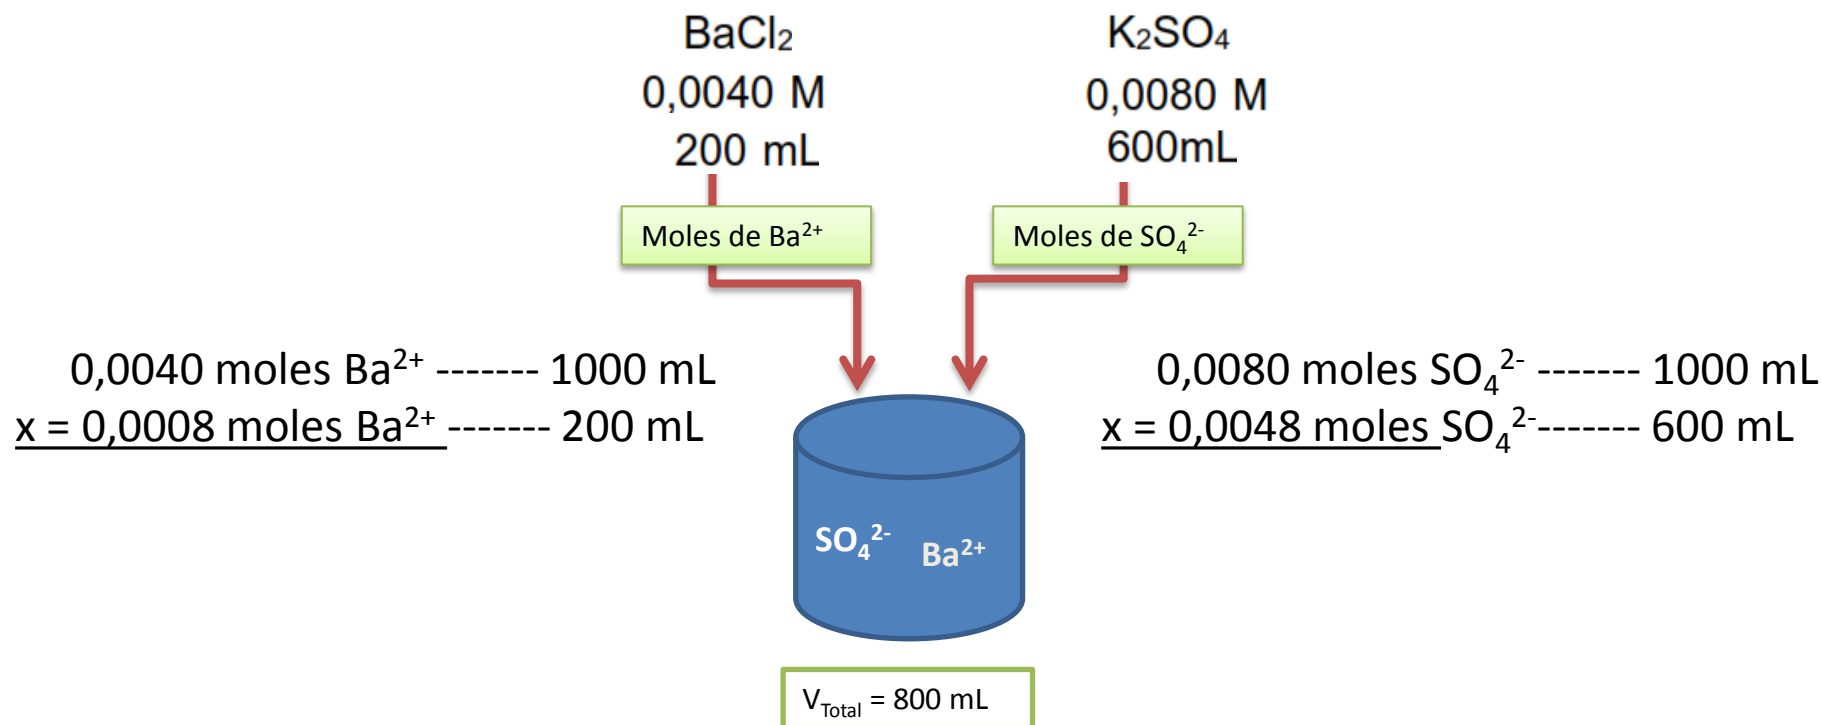 BaCl₂
0,0040 M
200 mL
K₂SO₄
0,0080 M
600mL
Moles de Ba²⁺
Moles de SO₄²⁻
0,0040 moles Ba²⁺ ------- 1000 mL
x = 0,0008 moles Ba²⁺ ------- 200 mL
0,0080 moles SO₄²⁻ ------- 1000 mL
x = 0,0048 moles SO₄²⁻------- 600 mL
SO₄²⁻ Ba²⁺
V_Total = 800 mL